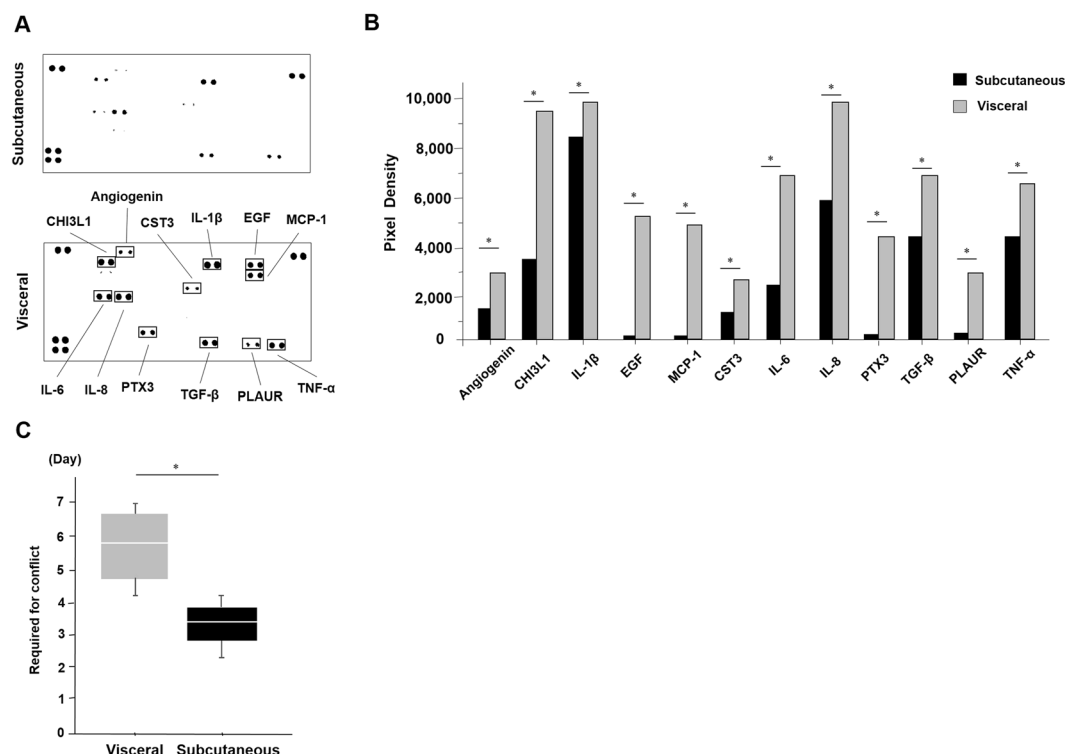 A
Subcutaneous
Angiogenin
CHI3L1
CST3
IL-1β
EGF
MCP-1
Visceral
IL-6
IL-8
PTX3
TGF-β
PLAUR
TNF-α
B
Subcutaneous
Visceral
Pixel Density
10,000
8,000
6,000
4,000
2,000
0
* * * * * * * * * * * *
Angiogenin
CHI3L1
IL-1β
EGF
MCP-1
CST3
IL-6
IL-8
PTX3
TGF-β
PLAUR
TNF-α
C
(Day)
*
Required for conflict
7
6
5
4
3
2
1
0
Visceral
Subcutaneous